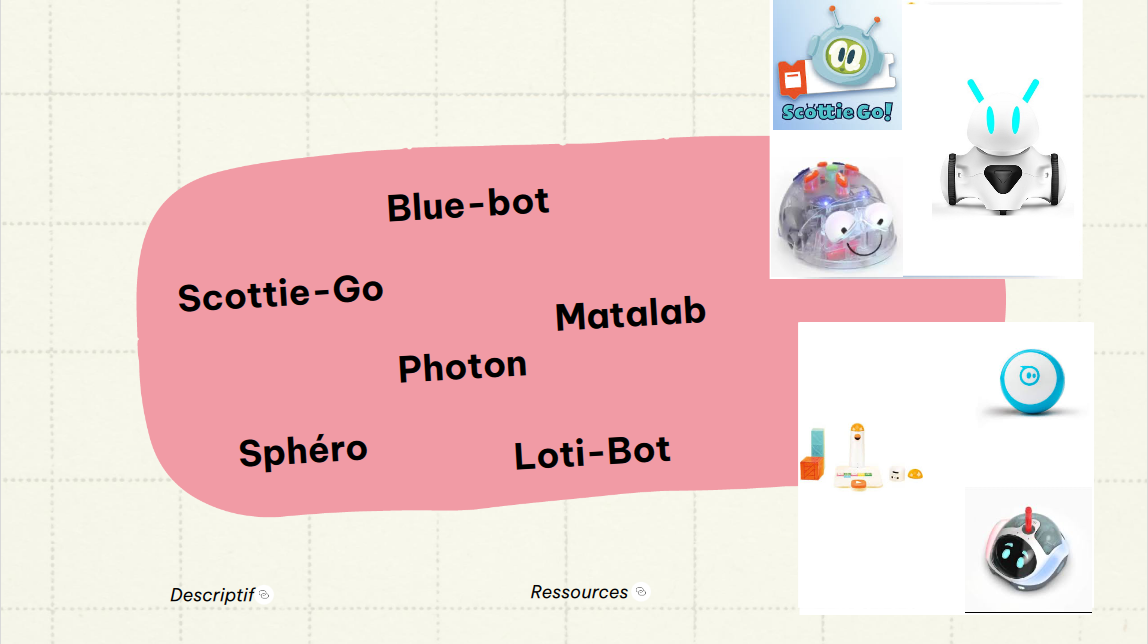 Scottie Go!
Blue-bot
Scottie-Go
Matalab
Photon
Sphéro
Loti-Bot
Descriptif
Ressources